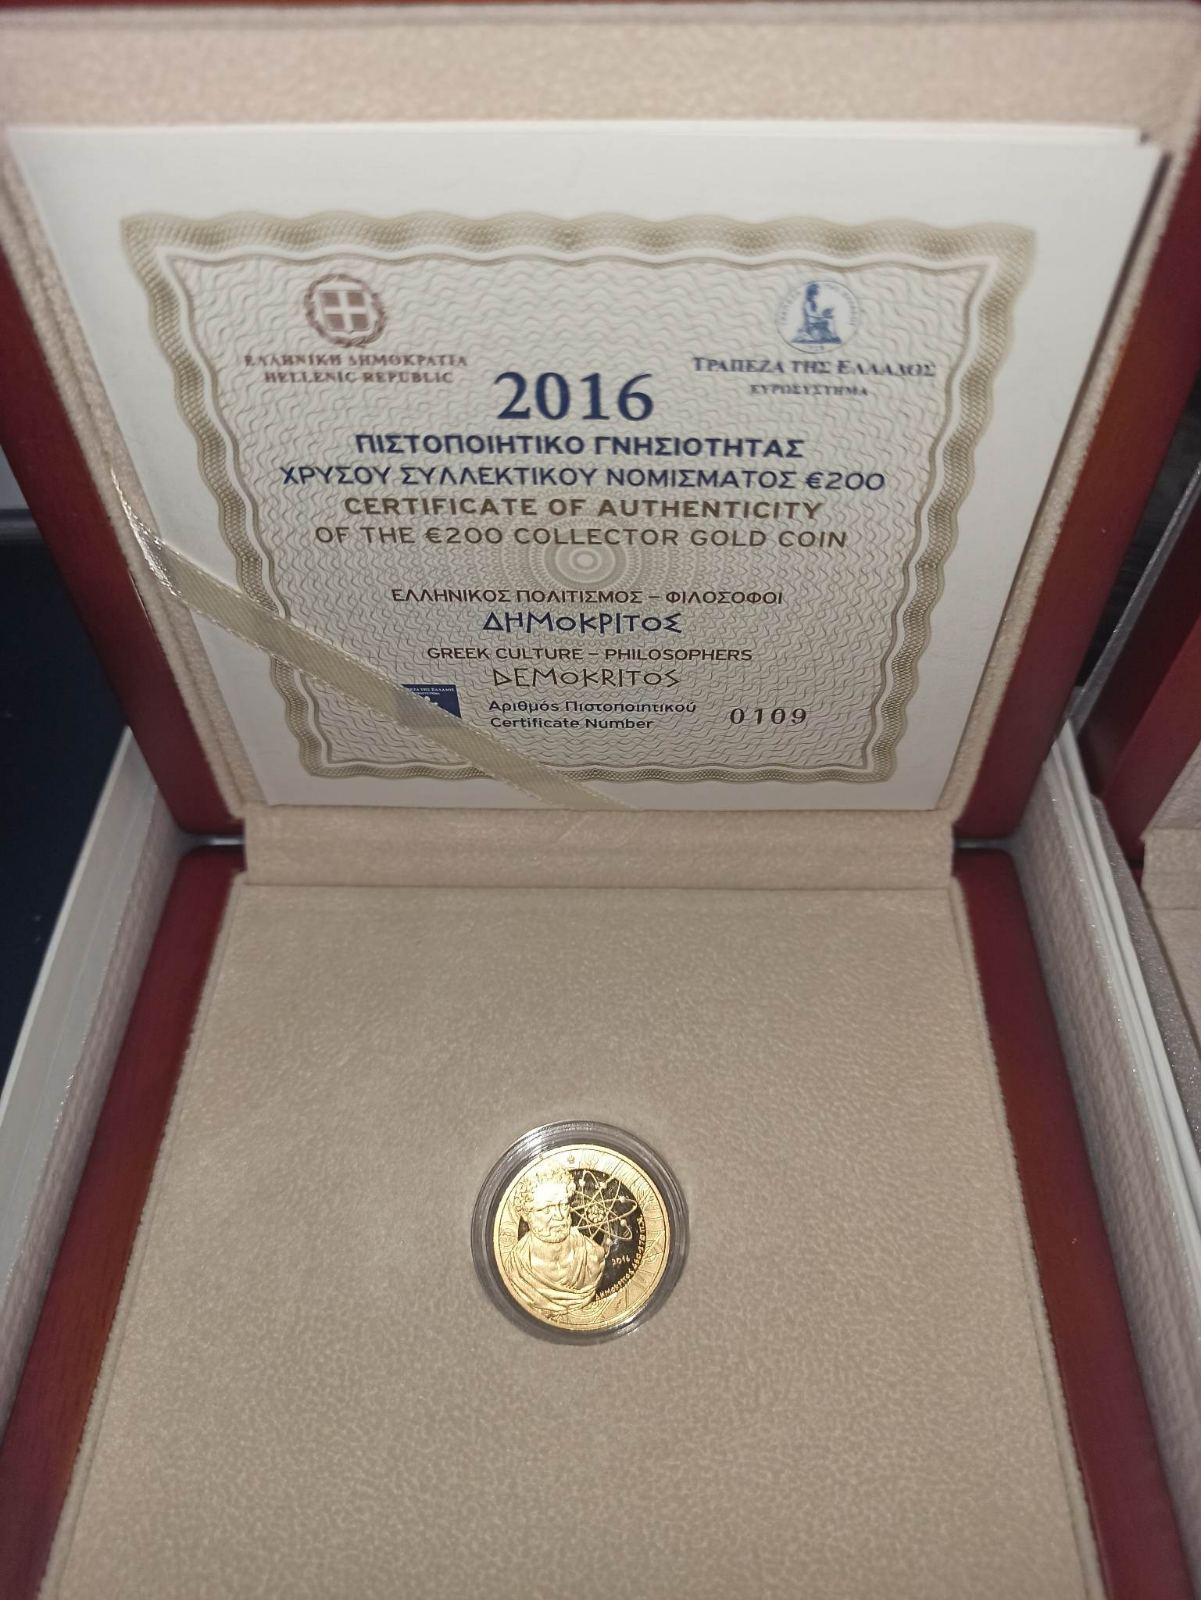 ΕΛΛΗΝΙΚΗ ΔΗΜΟΚΡΑΤΙΑ
HELLENIC REPUBLIC
ΤΡΑΠΕΖΑ ΤΗΣ ΕΛΛΑΔΟΣ
ΕΥΡΩΣΥΣΤΗΜΑ
2016
ΠΙΣΤΟΠΟΙΗΤΙΚΟ ΓΝΗΣΙΟΤΗΤΑΣ
ΧΡΥΣΟΥ ΣΥΛΛΕΚΤΙΚΟΥ ΝΟΜΙΣΜΑΤΟΣ €200
CERTIFICATE OF AUTHENTICITY
OF THE €200 COLLECTOR GOLD COIN
ΕΛΛΗΝΙΚΟΣ ΠΟΛΙΤΙΣΜΟΣ – ΦΙΛΟΣΟΦΟΙ
ΔΗΜΟΚΡΙΤΟΣ
GREEK CULTURE – PHILOSOPHERS
DEMOKRITOS
Αριθμός Πιστοποιητικού
Certificate Number
0109
2016